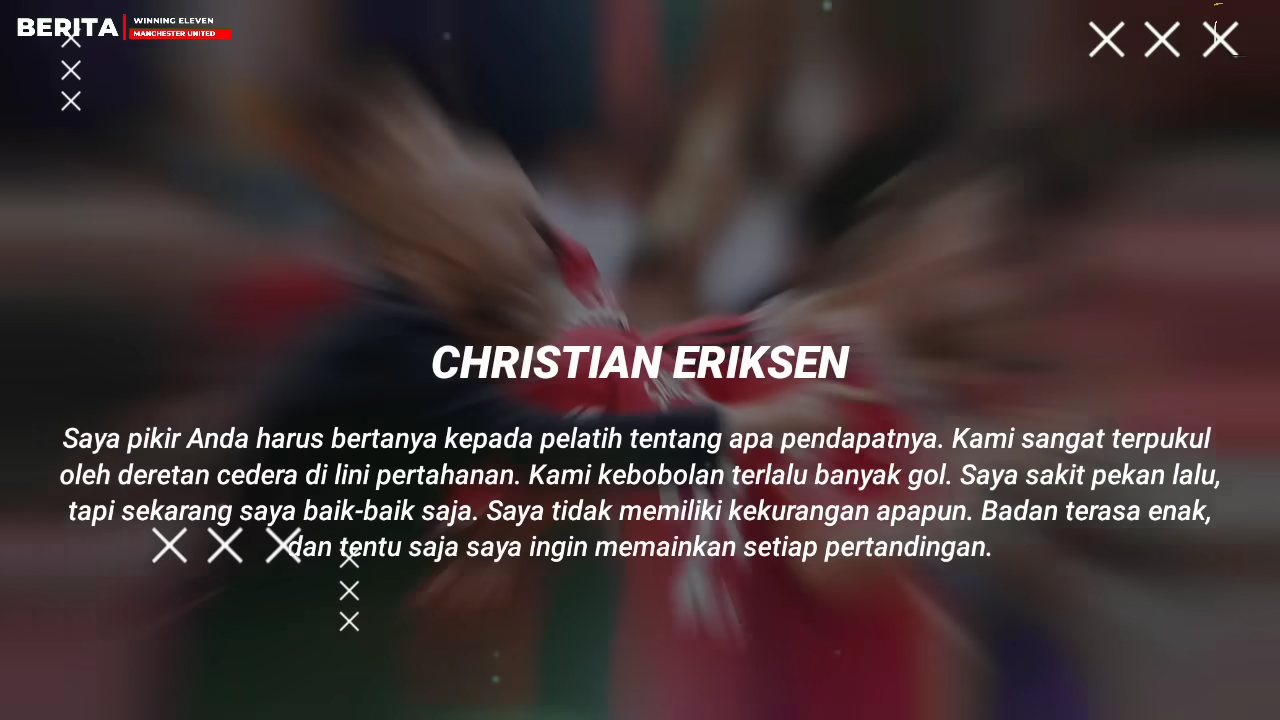 BERITA
WINNING ELEVEN
MANCHESTER UNITED
CHRISTIAN ERIKSEN
Saya pikir Anda harus bertanya kepada pelatih tentang apa pendapatnya. Kami sangat terpukul
oleh deretan cedera di lini pertahanan. Kami kebobolan terlalu banyak gol. Saya sakit pekan lalu,
tapi sekarang saya baik-baik saja. Saya tidak memiliki kekurangan apapun. Badan terasa enak,
dan tentu saja saya ingin memainkan setiap pertandingan.